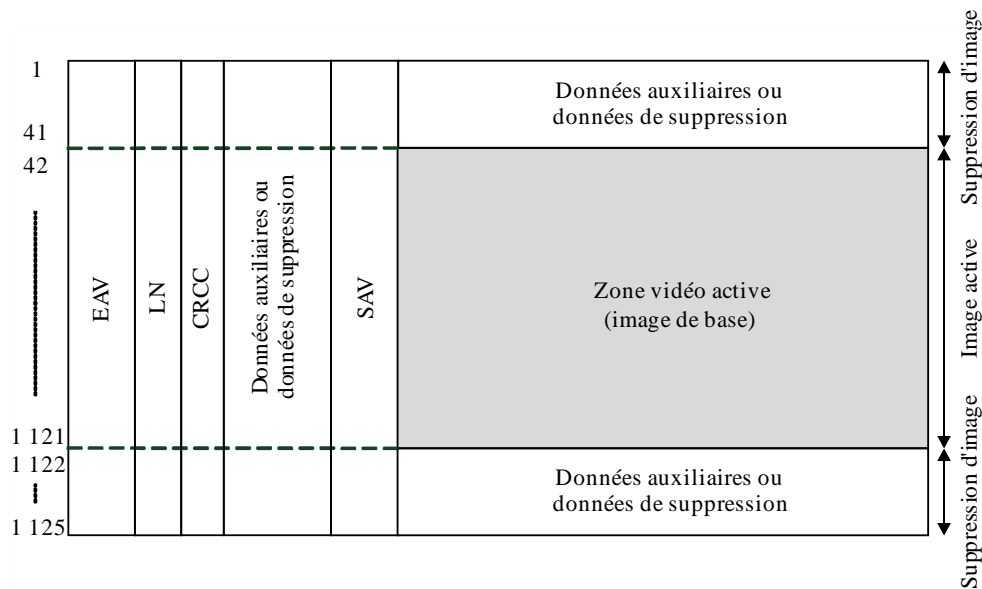 1
41
42
1 121
1 122
1 125
EAV
LN
CRCC
Données auxiliaires ou
données de suppression
SAV
Données auxiliaires ou
données de suppression
Zone vidéo active
(image de base)
Données auxiliaires ou
données de suppression
Suppression d'image
Image active
Suppression d'image